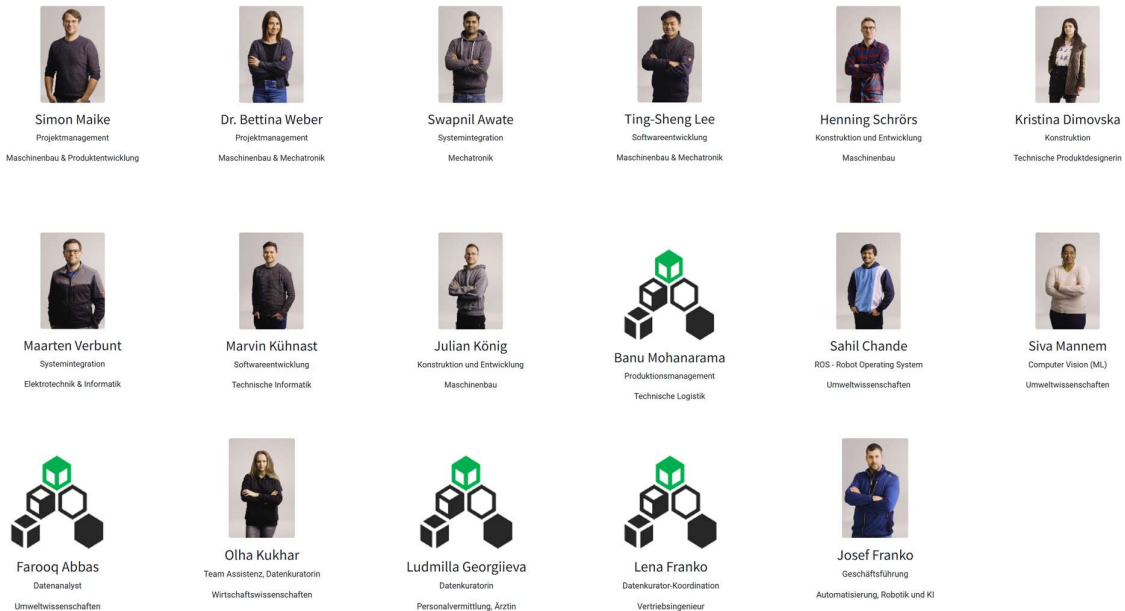 Simon Maike
Projektmanagement
Maschinenbau & Produktentwicklung
Dr. Bettina Weber
Projektmanagement
Maschinenbau & Mechatronik
Swapnil Awate
Systemintegration
Mechatronik
Ting-Sheng Lee
Softwareentwicklung
Maschinenbau & Mechatronik
Henning Schrörs
Konstruktion und Entwicklung
Maschinenbau
Kristina Dimovska
Konstruktion
Technische Produktdesignerin
Maarten Verbunt
Systemintegration
Elektrotechnik & Informatik
Marvin Kühnast
Softwareentwicklung
Technische Informatik
Julian König
Konstruktion und Entwicklung
Maschinenbau
Banu Mohanarama
Produktionsmanagement
Technische Logistik
Sahil Chande
ROS - Robot Operating System
Umweltwissenschaften
Siva Mannem
Computer Vision (ML)
Umweltwissenschaften
Farooq Abbas
Datenanalyst
Umweltwissenschaften
Olha Kukhar
Team Assistenz, Datenkuratorin
Wirtschaftswissenschaften
Ludmilla Georgiieva
Datenkuratorin
Personalvermittlung, Ärztin
Lena Franko
Datenkurator-Koordination
Vertriebsingenieur
Josef Franko
Geschäftsführung
Automatisierung, Robotik und KI